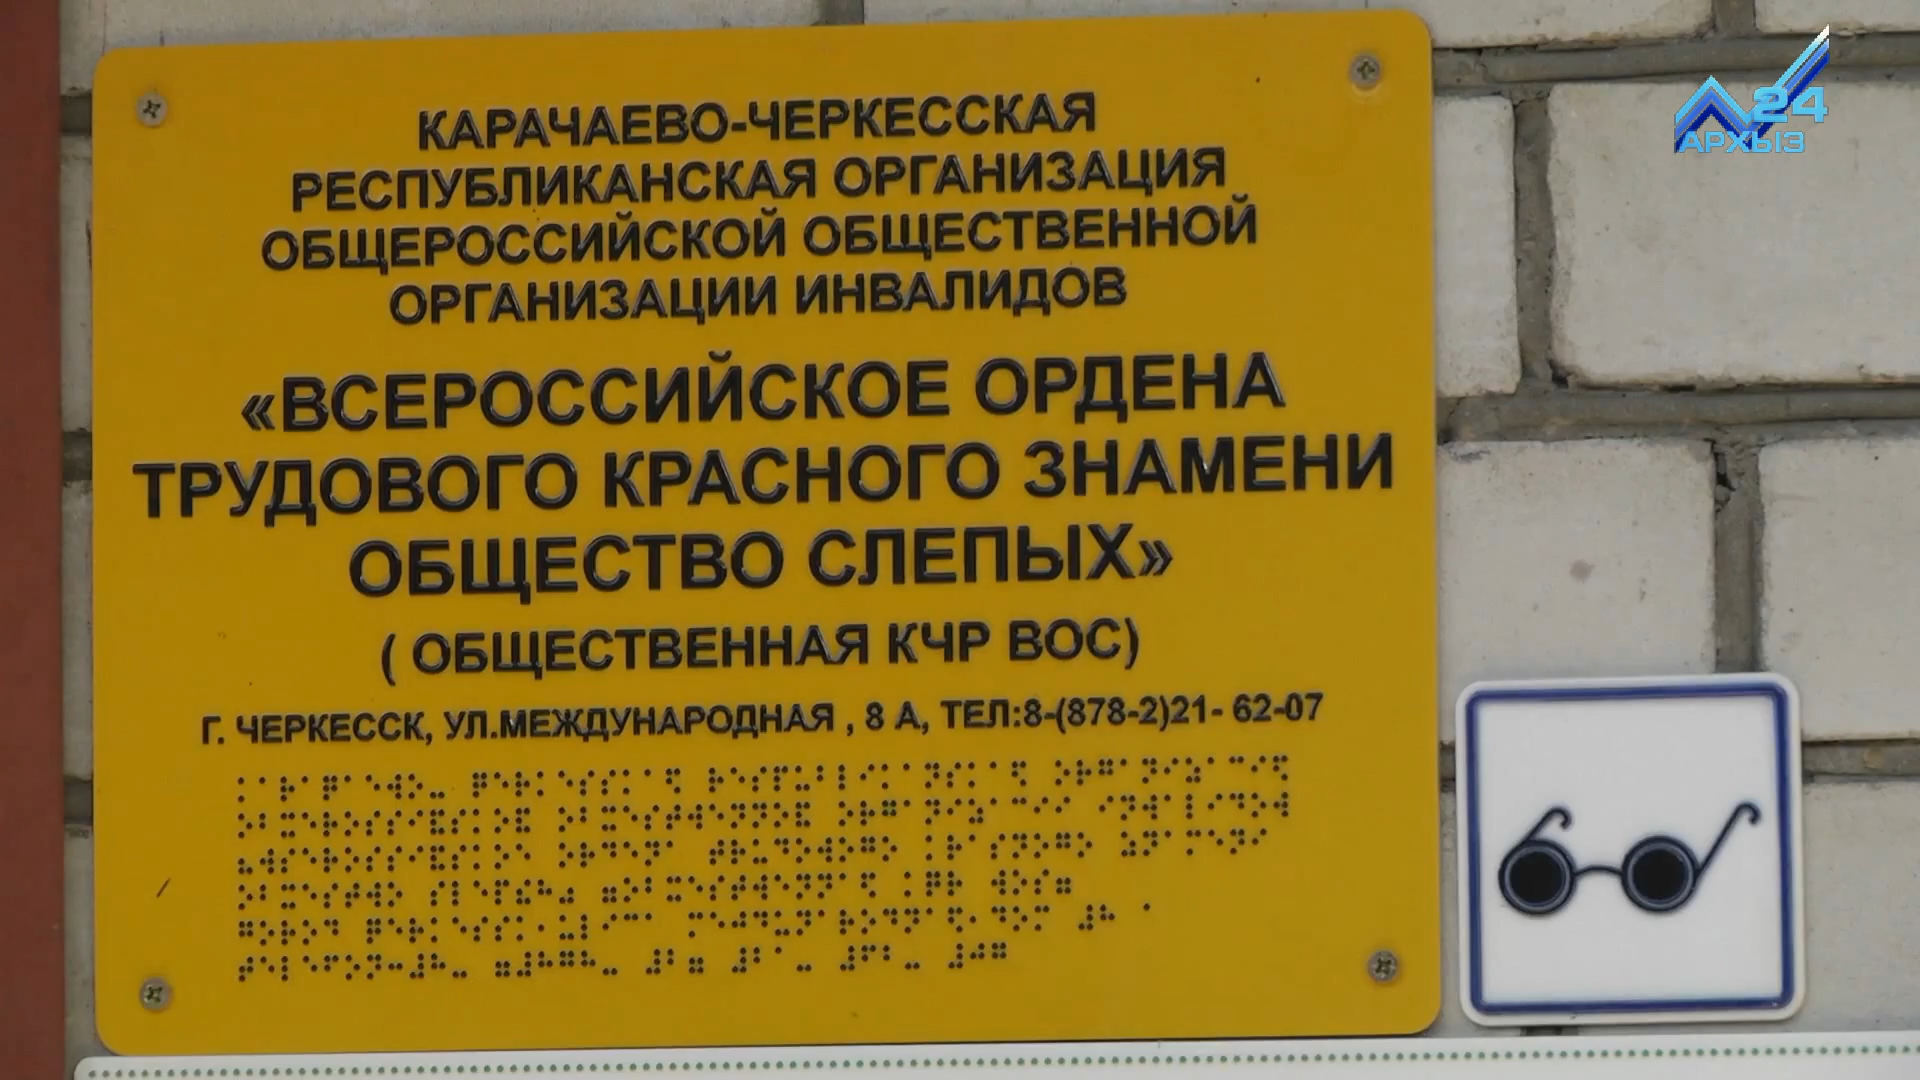 КАРАЧАЕВО-ЧЕРКЕССКАЯ
РЕСПУБЛИКАНСКАЯ ОРГАНИЗАЦИЯ
ОБЩЕРОССИЙСКОЙ ОБЩЕСТВЕННОЙ
ОРГАНИЗАЦИИ ИНВАЛИДОВ
«ВСЕРОССИЙСКОЕ ОРДЕНА
ТРУДОВОГО КРАСНОГО ЗНАМЕНИ
ОБЩЕСТВО СЛЕПЫХ»
( ОБЩЕСТВЕННАЯ КЧР ВОС)
Г. ЧЕРКЕССК, УЛ.МЕЖДУНАРОДНАЯ , 8 А, ТЕЛ:8-(878-2)21- 62-07
24
АРХЫЗ